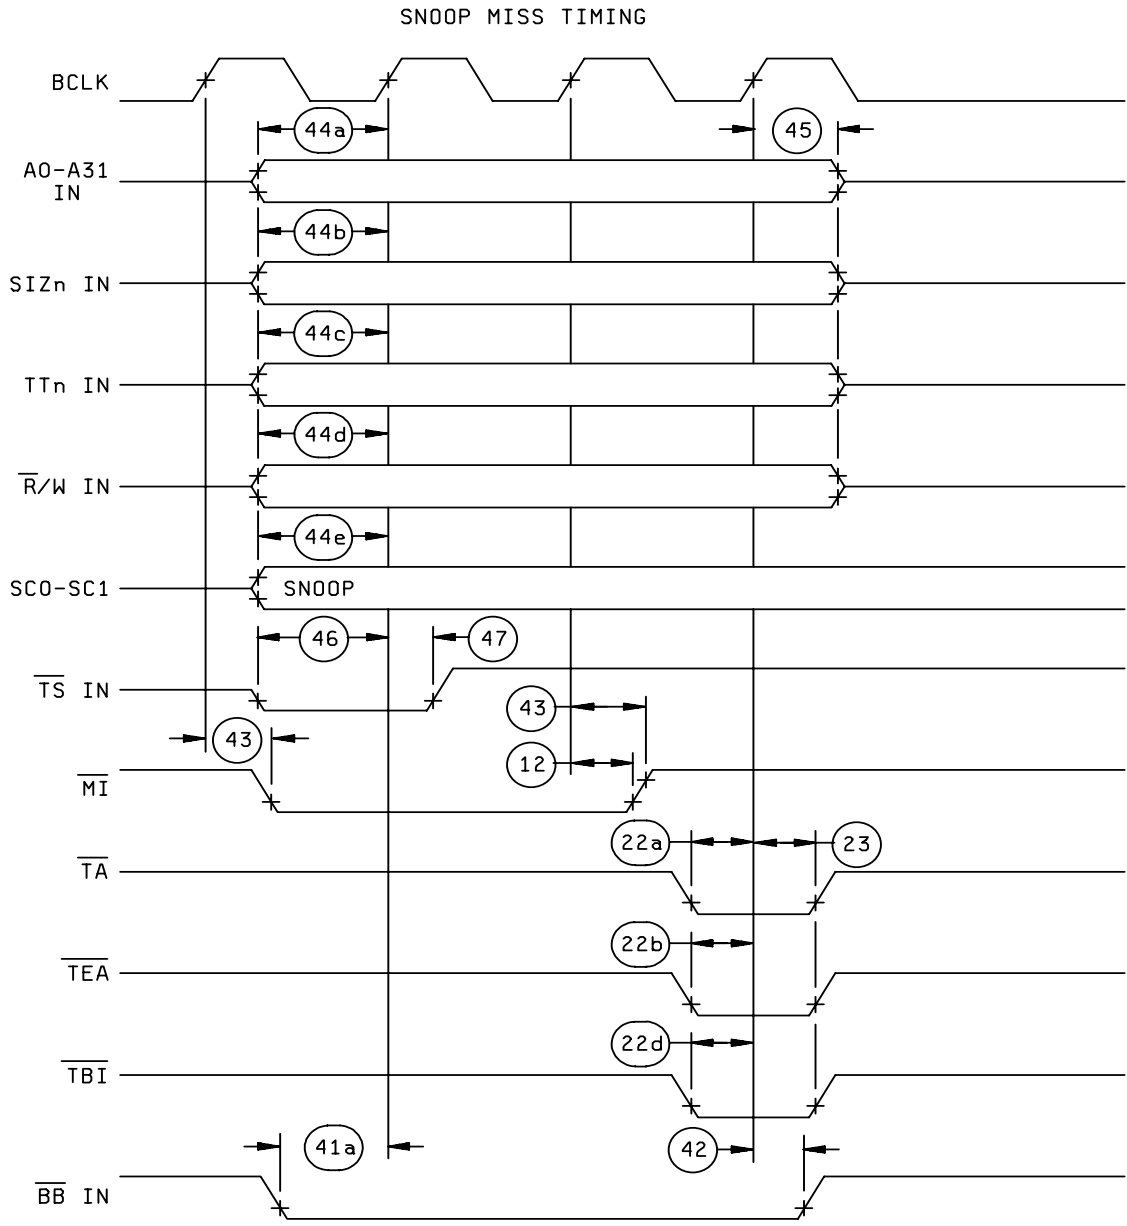 SNOOP MISS TIMING
BCLK
44a
45
A0-A31
IN
44b
SIZn IN
44c
TTn IN
44d
R/W IN
44e
SC0-SC1
SNOOP
46
47
TS IN
43
43
12
MI
22a
23
TA
22b
TEA
22d
TBI
41a
42
BB IN